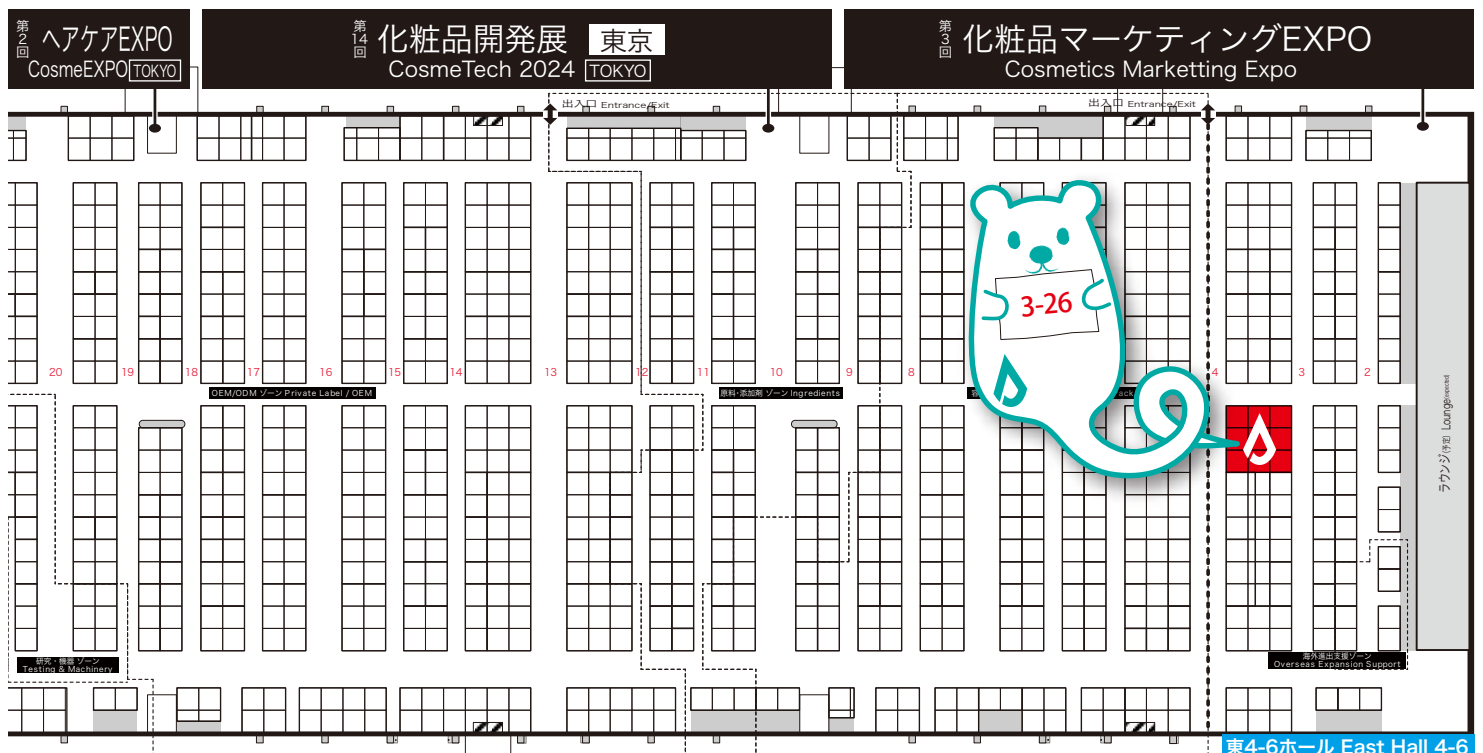 第2回 ヘアケアEXPO
CosmeEXPO TOKYO
第14回 化粧品開発展 東京
CosmeTech 2024 TOKYO
第3回 化粧品マーケティングEXPO
Cosmetics Marketting Expo
出入口 Entrance/Exit
出入口 Entrance/Exit
3-26
20 19 18 17 16 15 14 13 12 11 10 9 8 4 3 2
OEM/ODM ゾーン Private Label / OEM
原料・添加剤 ゾーン Ingredients
ラウンジ(予定) Lounge(expected)
研究・機器 ゾーン
Testing & Machinery
海外進出支援ゾーン
Overseas Expansion Support
東4-6ホール East Hall 4-6